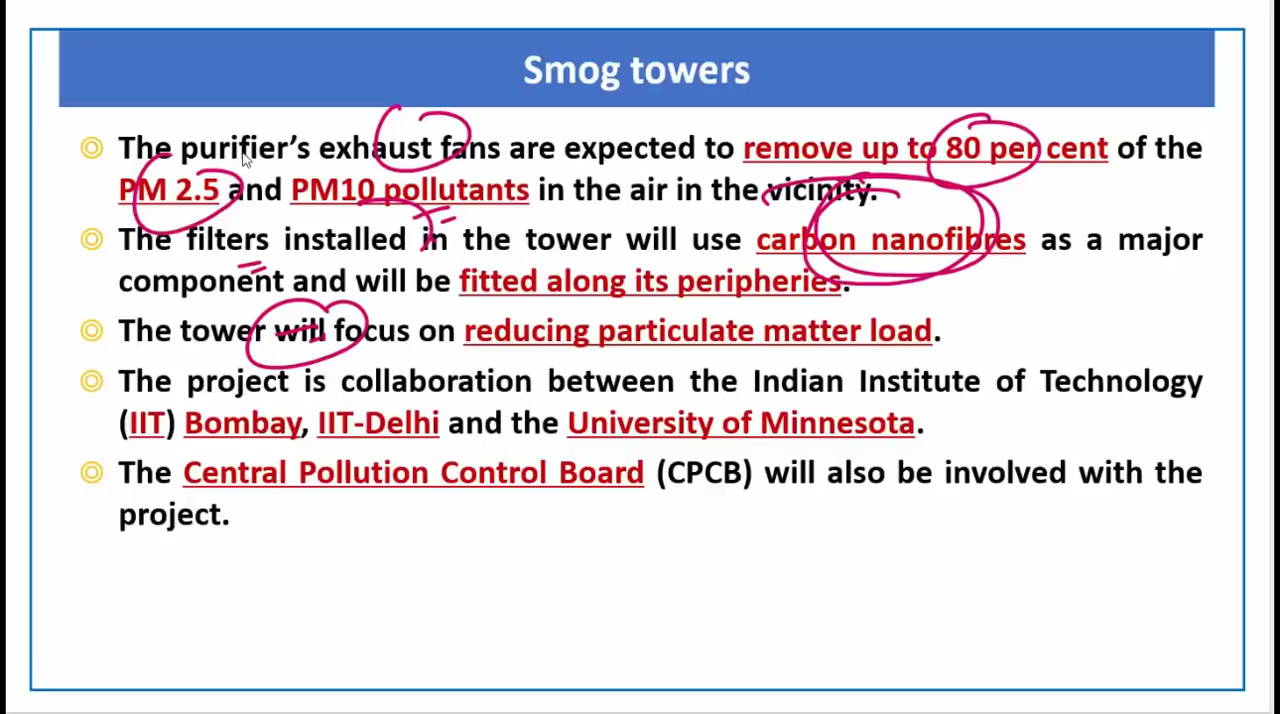 Smog towers
The purifier's exhaust fans are expected to remove up to 80 per cent of the
PM 2.5 and PM10 pollutants in the air in the vicinity.
The filters installed in the tower will use carbon nanofibres as a major
component and will be fitted along its peripheries.
The tower will focus on reducing particulate matter load.
The project is collaboration between the Indian Institute of Technology
(IIT) Bombay, IIT-Delhi and the University of Minnesota.
The Central Pollution Control Board (CPCB) will also be involved with the
project.